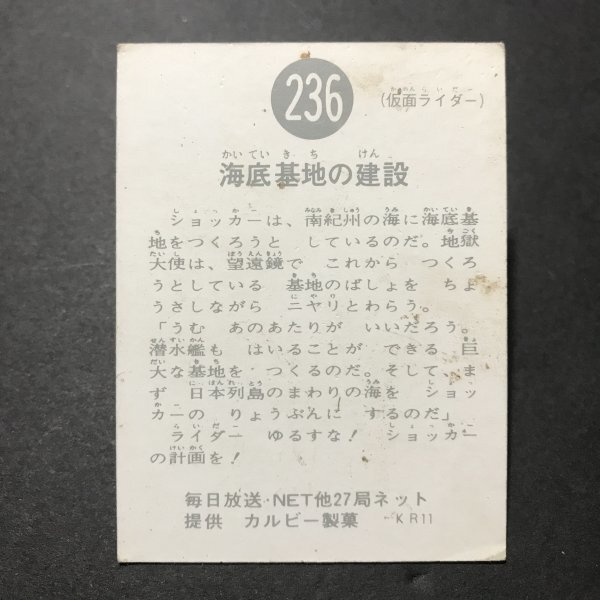 236
(仮面ライダー)
海底基地の建設
ショッカーは、南紀州の海に海底基
地をつくろうと しているのだ。地獄
大使は、望遠鏡で これから つくろ
うとしている 基地のばしょを ちょ
うさしながら ニヤリとわらう。
「うむ あのあたりが いいだろう。
潜水艦も はいることが できる 巨
大な基地を つくるのだ。そして、ま
ず 日本列島のまわりの海を ショッ
カーの りょうぶんに するのだ」
ライダー ゆるすな! ショッカー
の計画を!
毎日放送・NET他27局ネット
提供 カルビー製菓 KR11